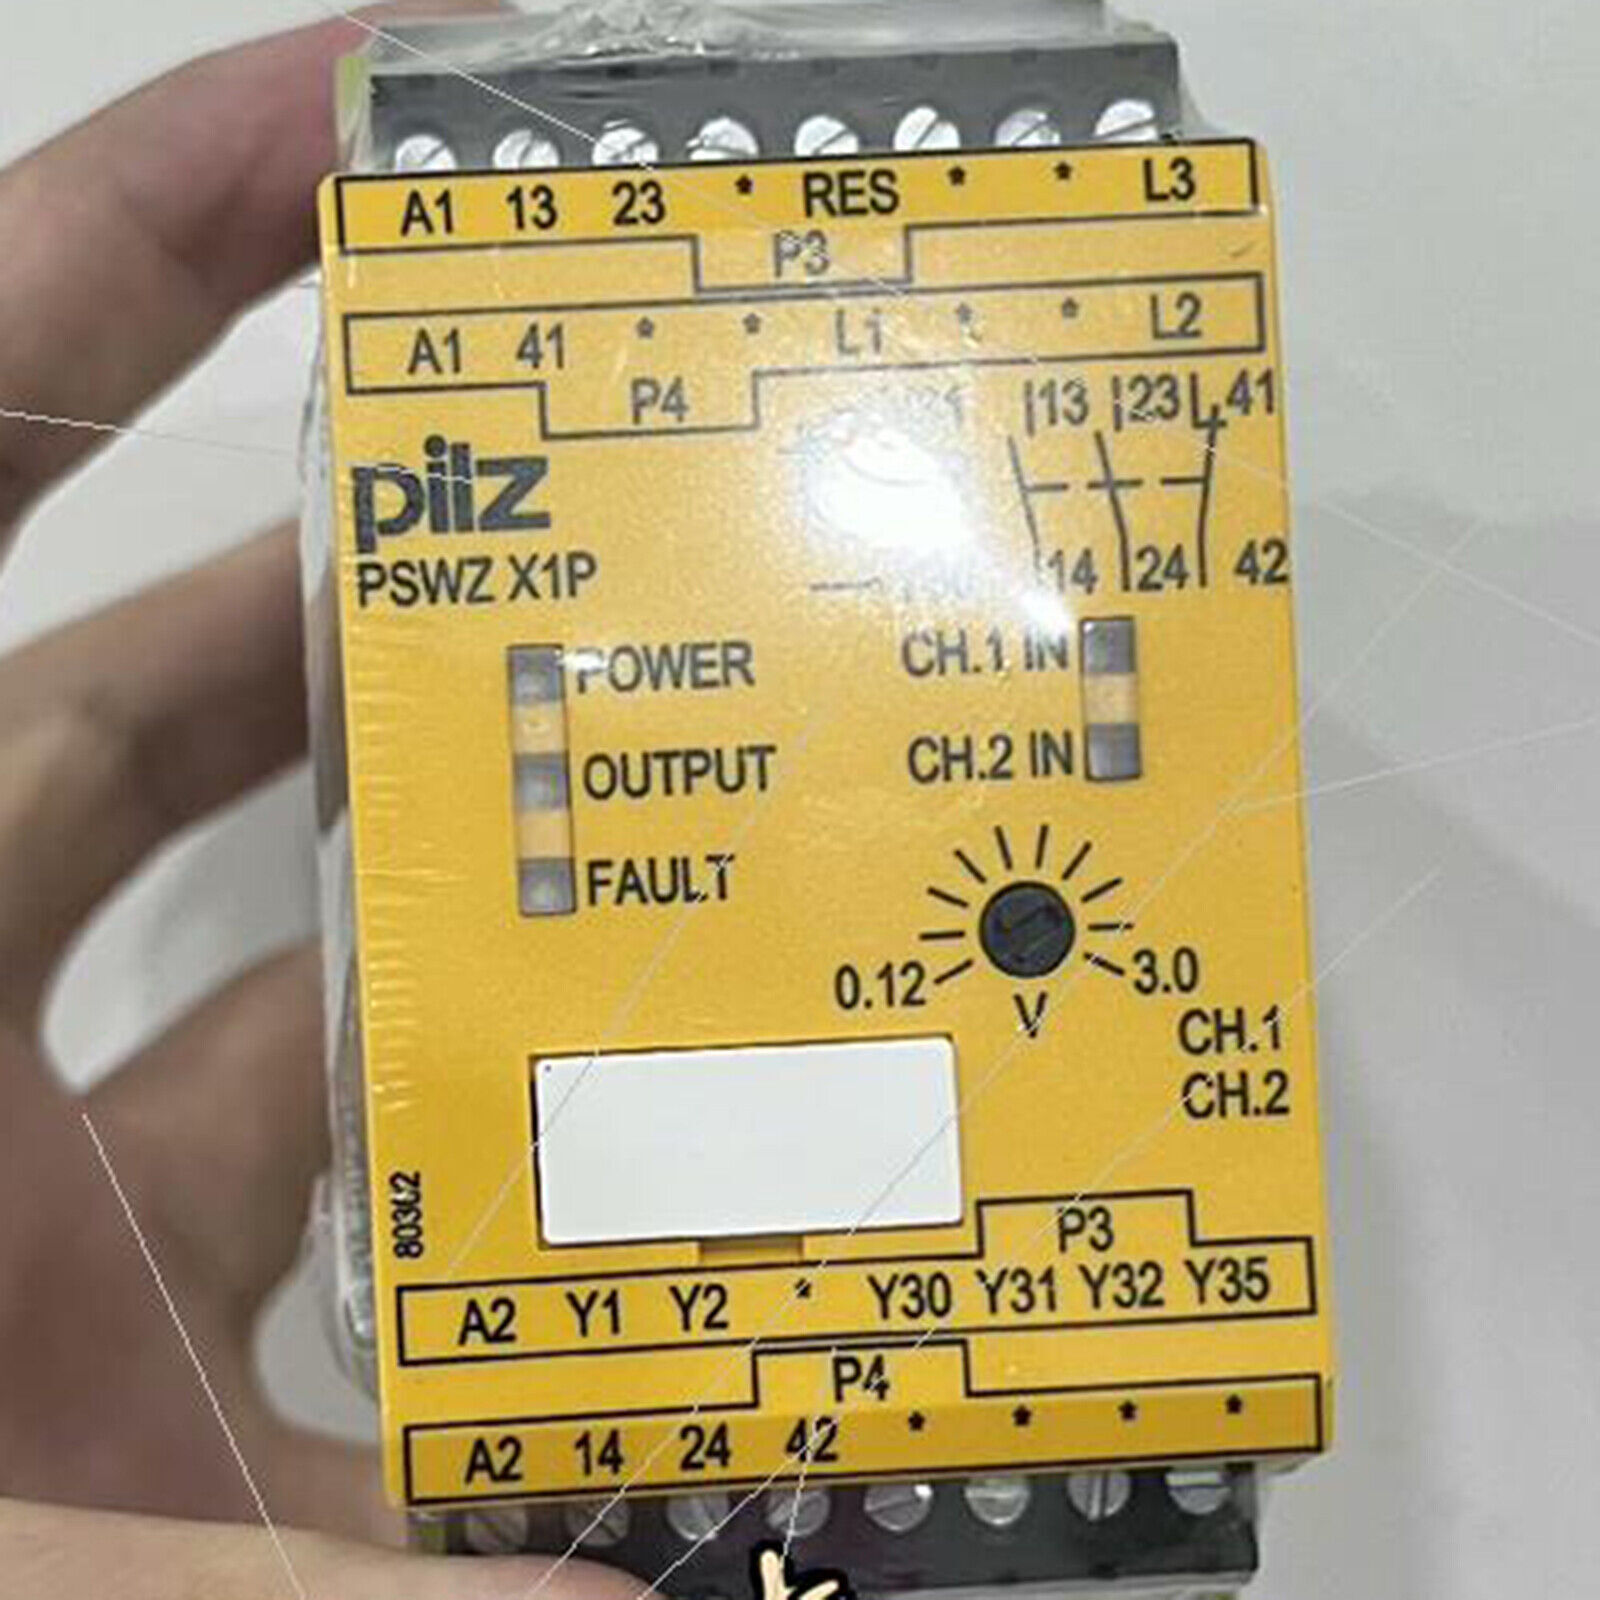 A1 13 23 * RES * * L3
P3
A1 41 * * L1 * * L2
P4
13 23 41
pilz
PSWZ X1P
14 24 42
POWER
CH.1 IN
OUTPUT
CH.2 IN
FAULT
0.12 3.0
V
CH.1
CH.2
80302
P3
A2 Y1 Y2 * Y30 Y31 Y32 Y35
P4
A2 14 24 42 * * * *